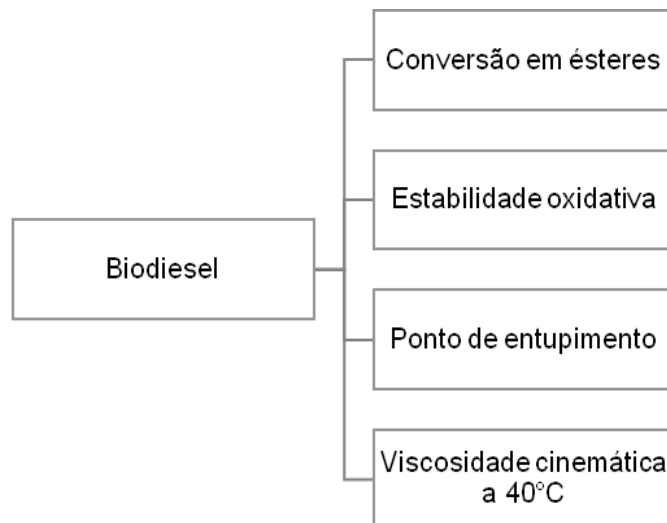 Conversão em ésteres
Estabilidade oxidativa
Biodiesel
Ponto de entupimento
Viscosidade cinemática
a 40°C